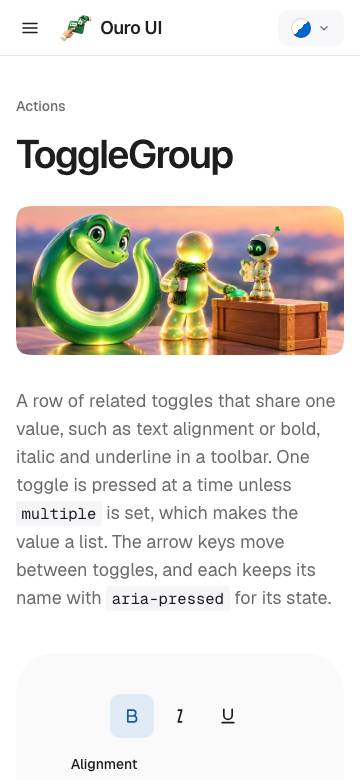 Ouro UI
Actions
ToggleGroup
A row of related toggles that share one
value, such as text alignment or bold,
italic and underline in a toolbar. One
toggle is pressed at a time unless
multiple is set, which makes the
value a list. The arrow keys move
between toggles, and each keeps its
name with aria-pressed for its state.
B I U
Alignment